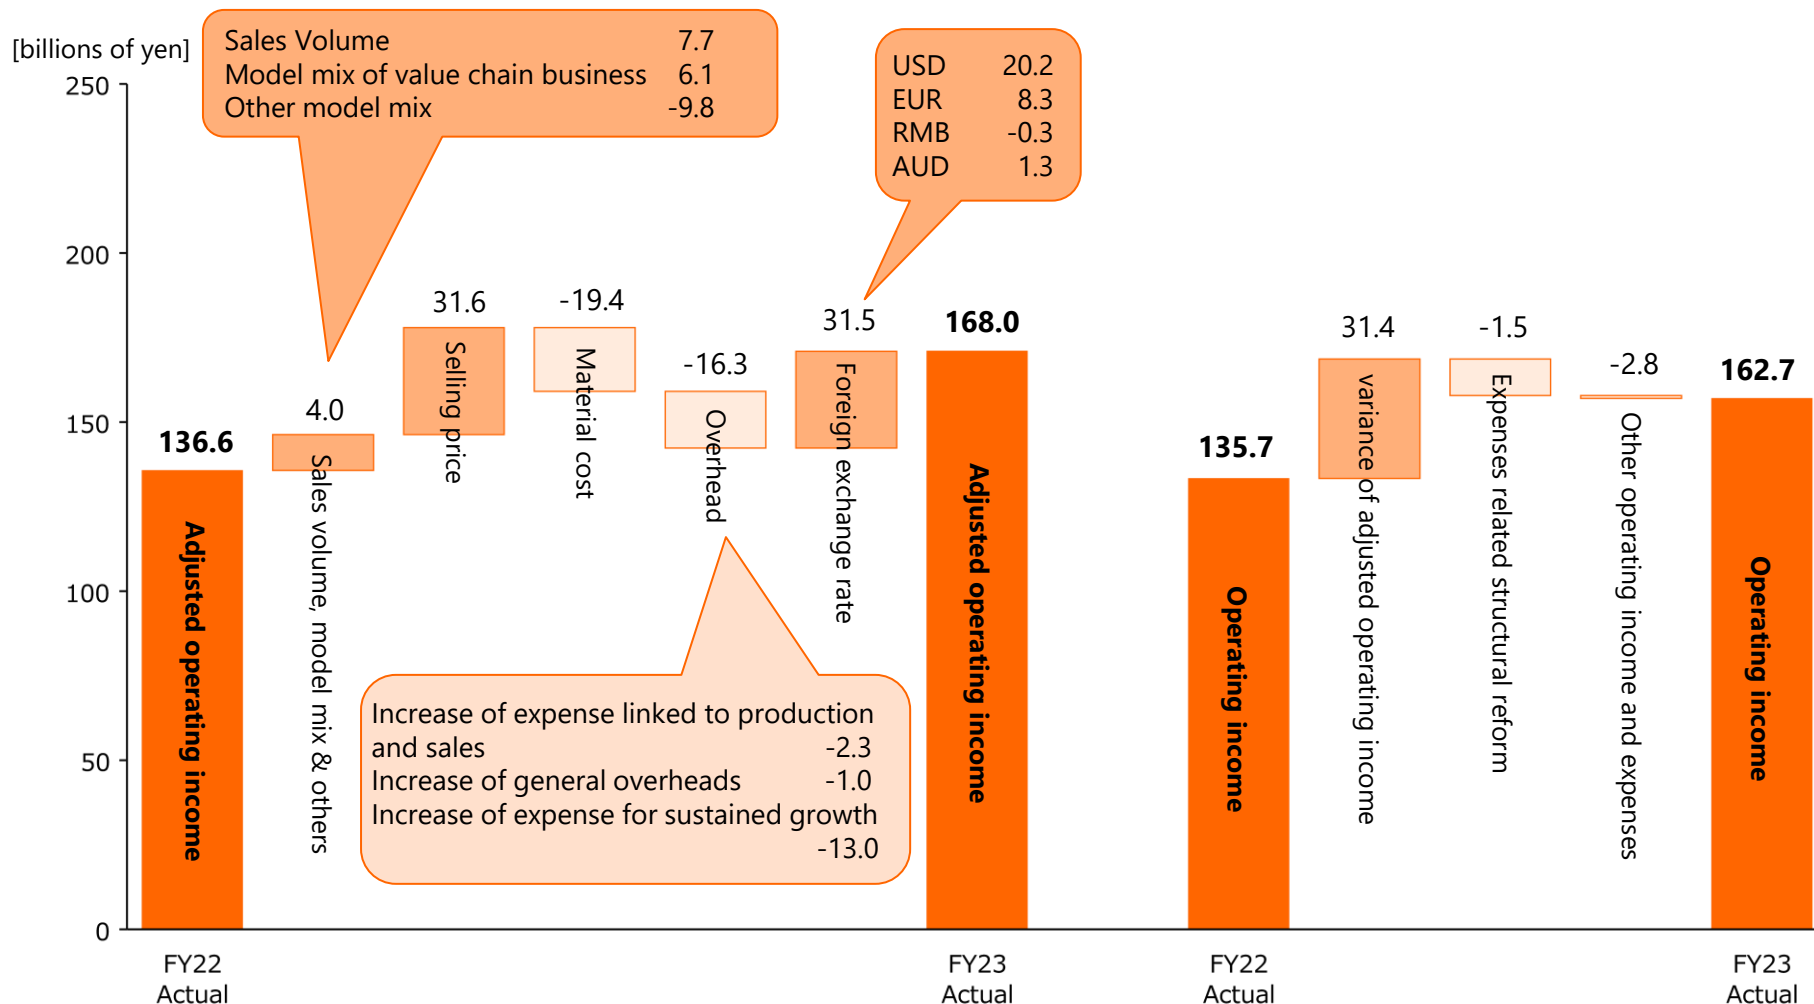 [billions of yen]
Sales Volume 7.7
Model mix of value chain business 6.1
Other model mix -9.8
USD 20.2
EUR 8.3
RMB -0.3
AUD 1.3
250
200
150
100
50
0
136.6
4.0
31.6
-19.4
-16.3
31.5
168.0
135.7
31.4
-1.5
-2.8
162.7
Adjusted operating income
Sales volume, model mix & others
Selling price
Material cost
Overhead
Foreign exchange rate
Adjusted operating income
Operating income
variance of adjusted operating income
Expenses related structural reform
Other operating income and expenses
Operating income
Increase of expense linked to production
and sales -2.3
Increase of general overheads -1.0
Increase of expense for sustained growth
-13.0
FY22
Actual
FY23
Actual
FY22
Actual
FY23
Actual